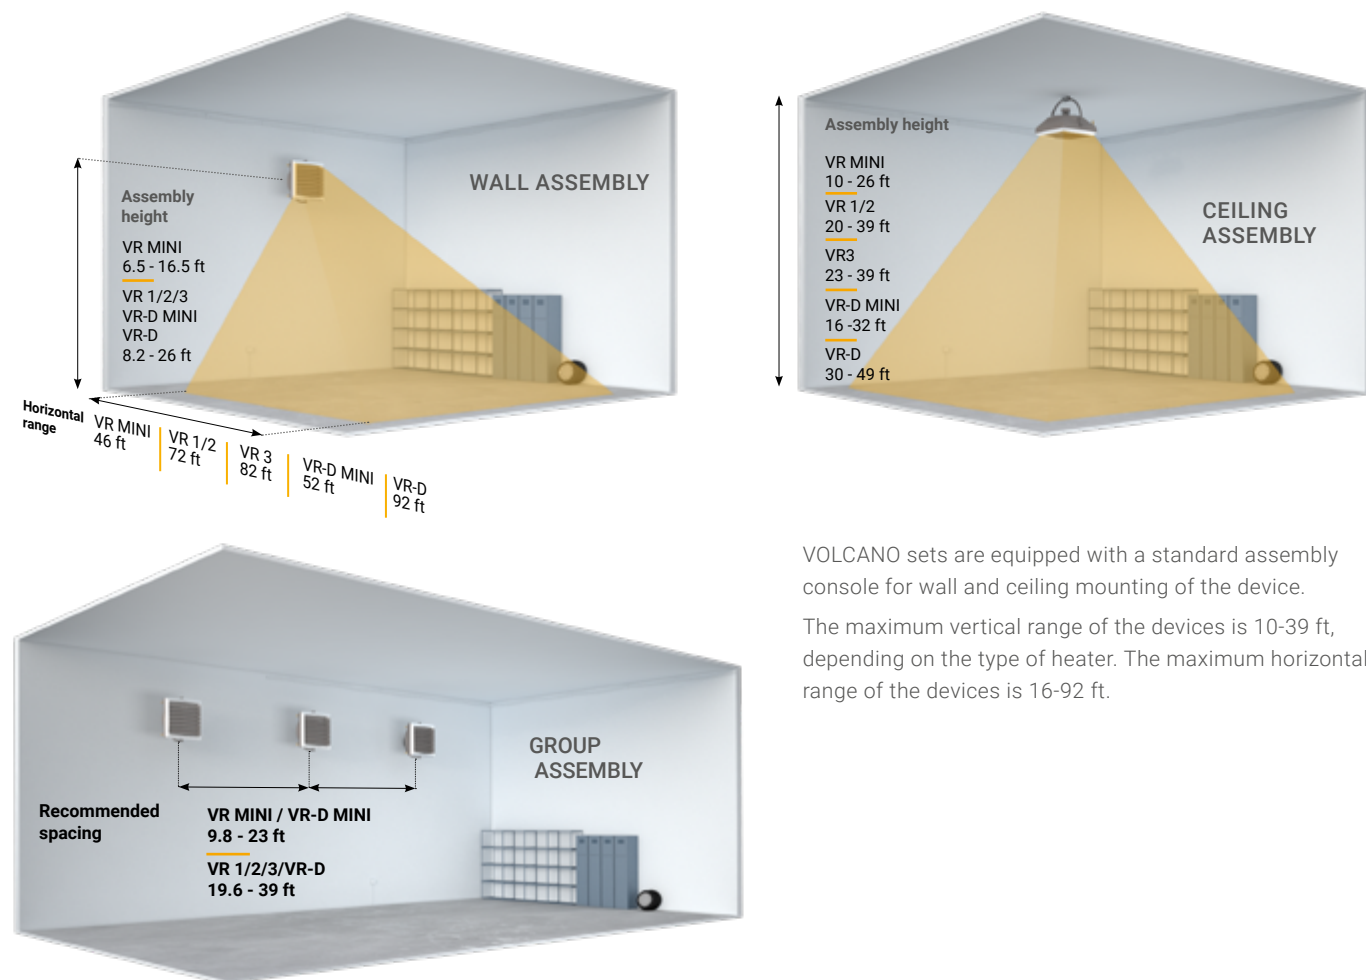 WALL ASSEMBLY
Assembly
height
VR MINI
6.5 - 16.5 ft
VR 1/2/3
VR-D MINI
VR-D
8.2 - 26 ft
Horizontal
range
VR MINI
46 ft
VR 1/2
72 ft
VR 3
82 ft
VR-D MINI
52 ft
VR-D
92 ft
Assembly height
VR MINI
10 - 26 ft
VR 1/2
20 - 39 ft
VR3
23 - 39 ft
VR-D MINI
16 -32 ft
VR-D
30 - 49 ft
CEILING
ASSEMBLY
GROUP
ASSEMBLY
Recommended
spacing
VR MINI / VR-D MINI
9.8 - 23 ft
VR 1/2/3/VR-D
19.6 - 39 ft
VOLCANO sets are equipped with a standard assembly
console for wall and ceiling mounting of the device.
The maximum vertical range of the devices is 10-39 ft,
depending on the type of heater. The maximum horizontal
range of the devices is 16-92 ft.